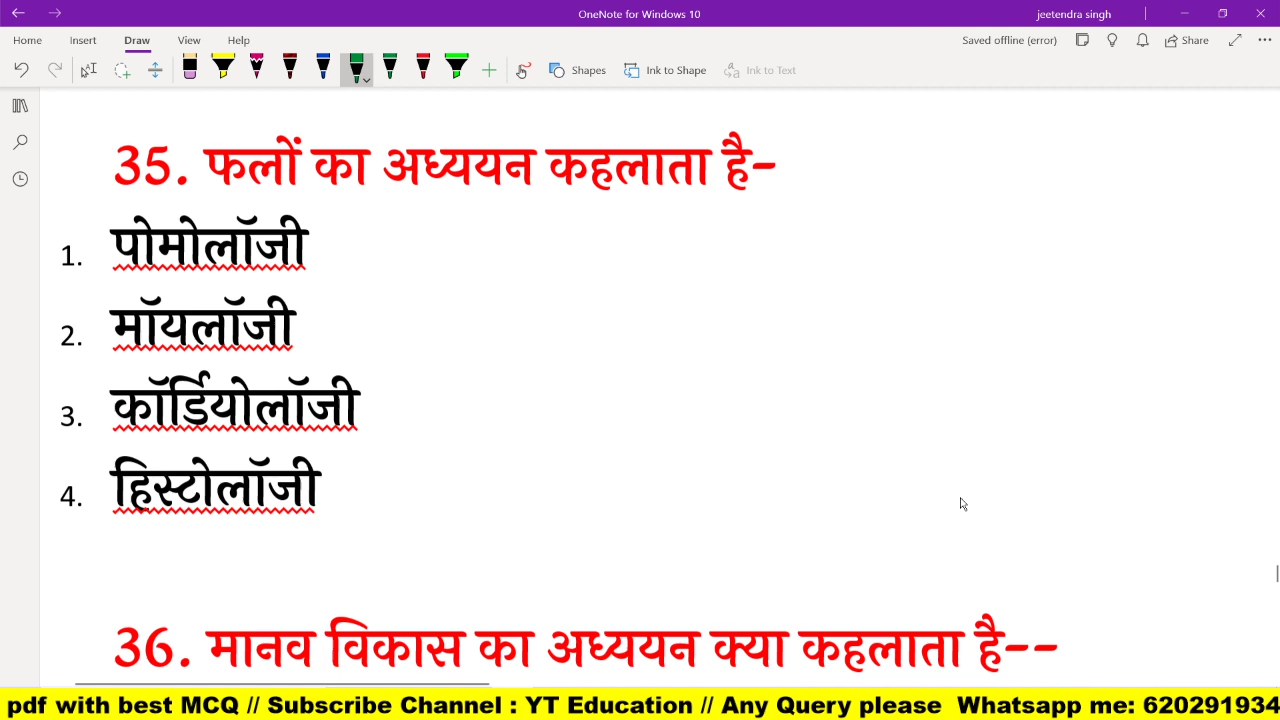 OneNote for Windows 10
jeetendra singh
Home Insert Draw View Help
Saved offline (error) Share
Shapes Ink to Shape Ink to Text
35. फलों का अध्ययन कहलाता है-
1. पोमोलॉजी
2. मॉयलॉजी
3. कॉर्डियोलॉजी
4. हिस्टोलॉजी
36. मानव विकास का अध्ययन क्या कहलाता है--
pdf with best MCQ // Subscribe Channel : YT Education // Any Query please Whatsapp me: 620291934